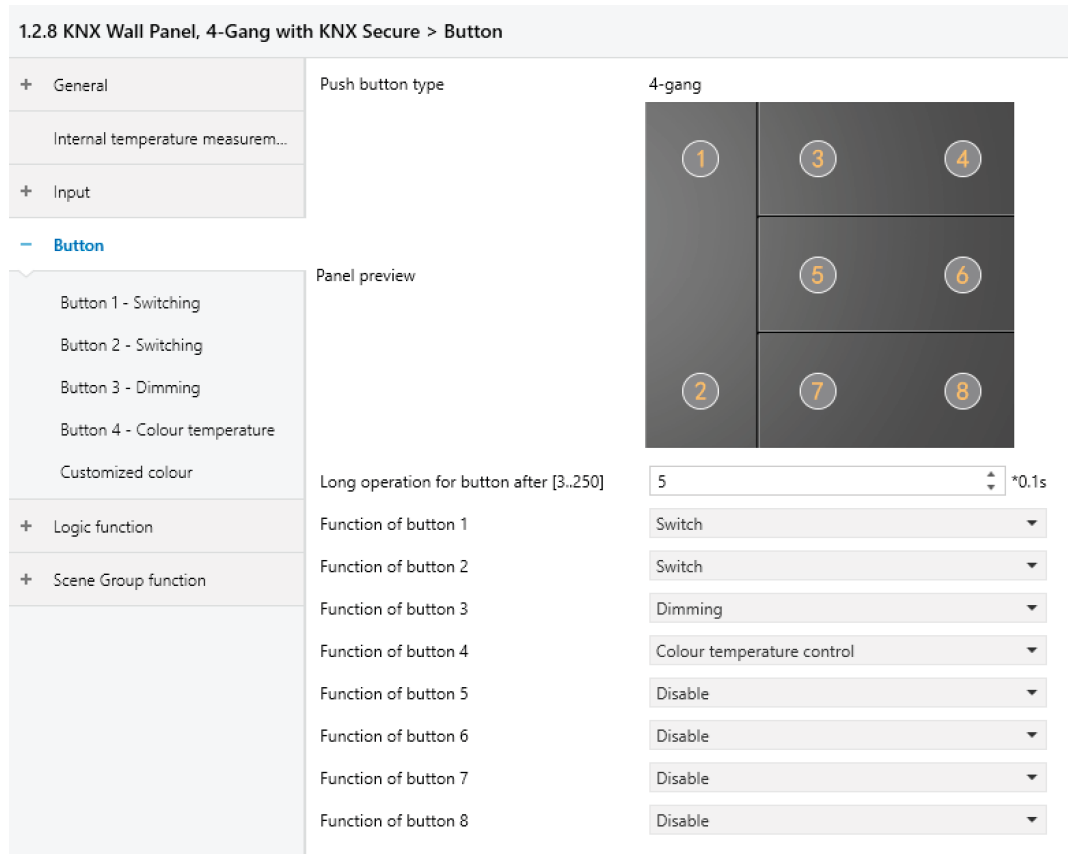 1.2.8 KNX Wall Panel, 4-Gang with KNX Secure > Button
+ General
Internal temperature measurem...
+ Input
− Button
Button 1 - Switching
Button 2 - Switching
Button 3 - Dimming
Button 4 - Colour temperature
Customized colour
+ Logic function
+ Scene Group function
Push button type 4-gang
1 3 4
Panel preview 5 6
2 7 8
Long operation for button after [3..250] 5 *0.1s
Function of button 1 Switch
Function of button 2 Switch
Function of button 3 Dimming
Function of button 4 Colour temperature control
Function of button 5 Disable
Function of button 6 Disable
Function of button 7 Disable
Function of button 8 Disable